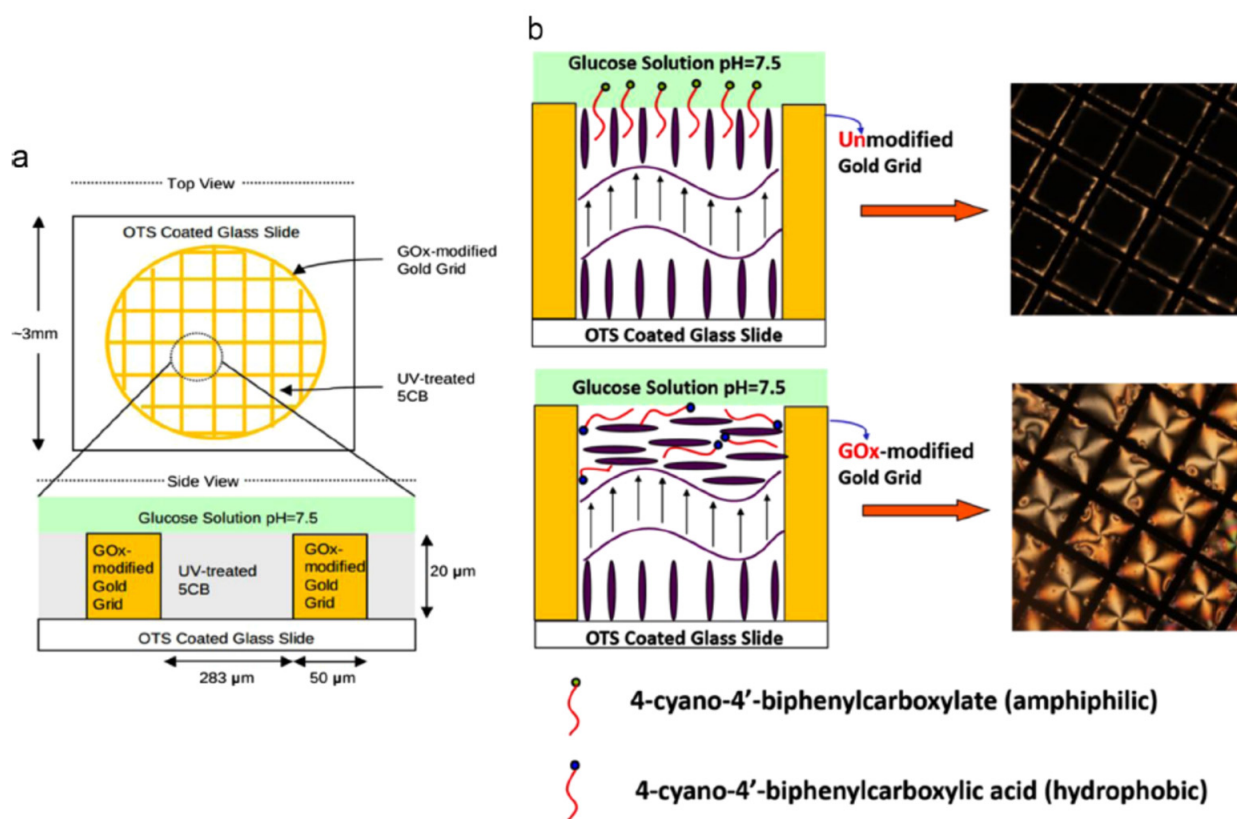 a
Top View
OTS Coated Glass Slide
GOx-modified
Gold Grid
~3mm
UV-treated
5CB
Side View
Glucose Solution pH=7.5
GOx-
modified
Gold
Grid
UV-treated
5CB
GOx-
modified
Gold
Grid
20 µm
OTS Coated Glass Slide
283 µm
50 µm
b
Glucose Solution pH=7.5
Unmodified
Gold Grid
OTS Coated Glass Slide
Glucose Solution pH=7.5
GOx-modified
Gold Grid
OTS Coated Glass Slide
4-cyano-4’-biphenylcarboxylate (amphiphilic)
4-cyano-4’-biphenylcarboxylic acid (hydrophobic)